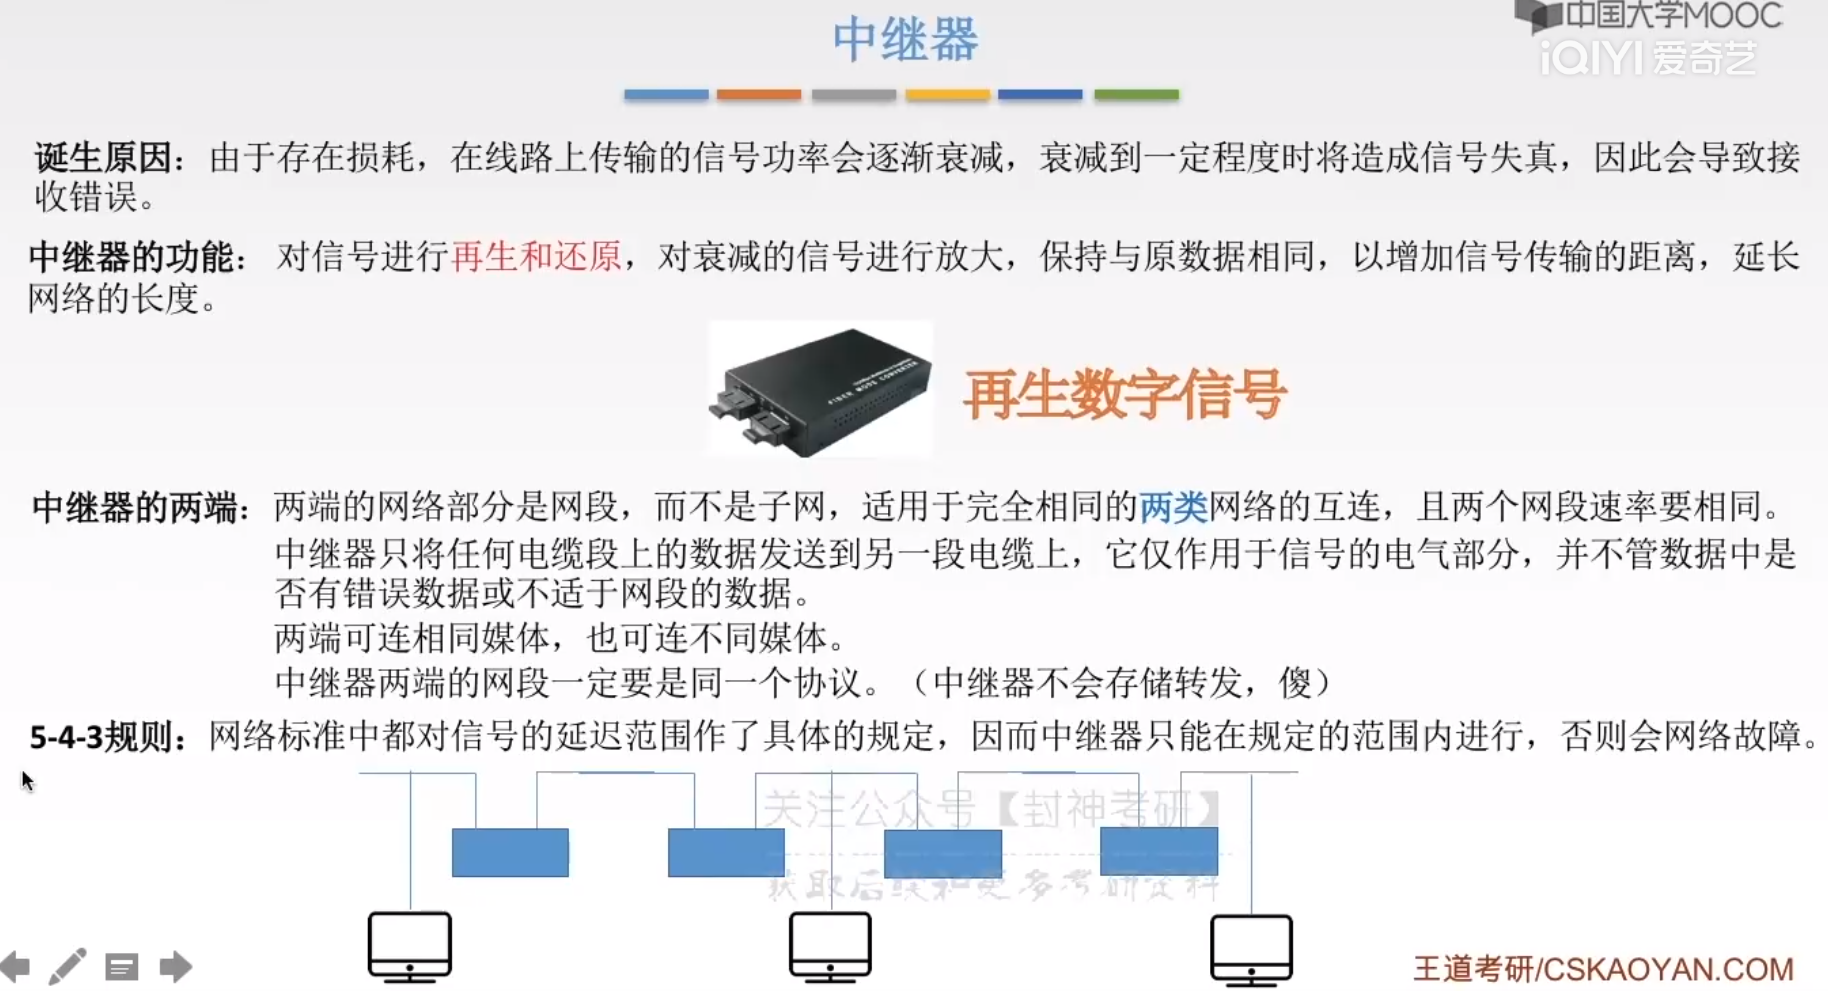 中国大学MOOC
iQIYI 爱奇艺
中继器
诞生原因：由于存在损耗，在线路上传输的信号功率会逐渐衰减，衰减到一定程度时将造成信号失真，因此会导致接
收错误。
中继器的功能：对信号进行再生和还原，对衰减的信号进行放大，保持与原数据相同，以增加信号传输的距离，延长
网络的长度。
FIBER MODE CONVERTER
再生数字信号
中继器的两端：两端的网络部分是网段，而不是子网，适用于完全相同的两类网络的互连，且两个网段速率要相同。
中继器只将任何电缆段上的数据发送到另一段电缆上，它仅作用于信号的电气部分，并不管数据中是
否有错误数据或不适于网段的数据。
两端可连相同媒体，也可连不同媒体。
中继器两端的网段一定要是同一个协议。（中继器不会存储转发，傻）
5-4-3规则：网络标准中都对信号的延迟范围作了具体的规定，因而中继器只能在规定的范围内进行，否则会网络故障。
关注公众号【封神考研】
获取后续和更多考研资料
王道考研/CSKAOYAN.COM